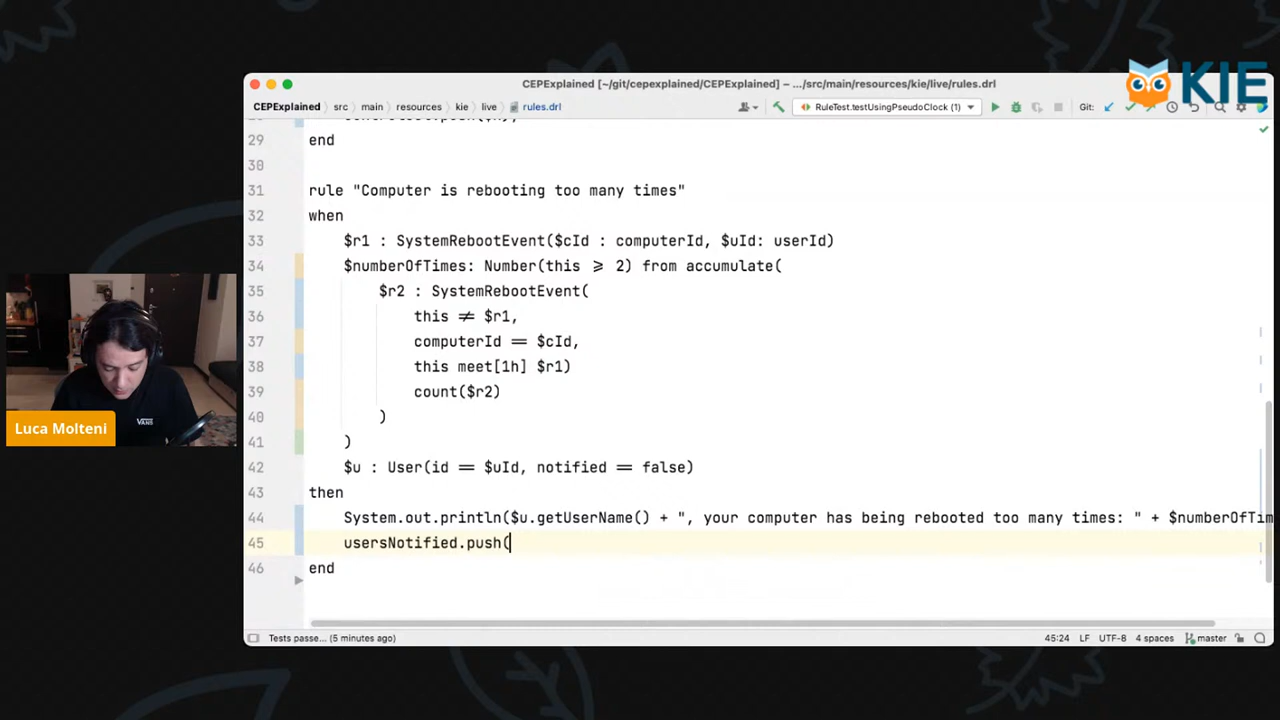 KIE
CEPExplained [~/git/cepexplained/CEPExplained] – .../src/main/resources/kie/live/rules.drl
CEPExplained src main resources kie live rules.drl RuleTest.testUsingPseudoClock (1) Git:
29 end
30
31 rule "Computer is rebooting too many times"
32 when
33 $r1 : SystemRebootEvent($cId : computerId, $uId: userId)
34 $numberOfTimes: Number(this ⩾ 2) from accumulate(
35 $r2 : SystemRebootEvent(
36 this ≠ $r1,
37 computerId == $cId,
38 this meet[1h] $r1)
39 count($r2)
40 )
41 )
42 $u : User(id == $uId, notified == false)
43 then
44 System.out.println($u.getUserName() + ", your computer has being rebooted too many times: " + $numberOfTim
45 usersNotified.push(
46 end
Luca Molteni
VANS
Tests passe... (5 minutes ago) 45:24 LF UTF-8 4 spaces master